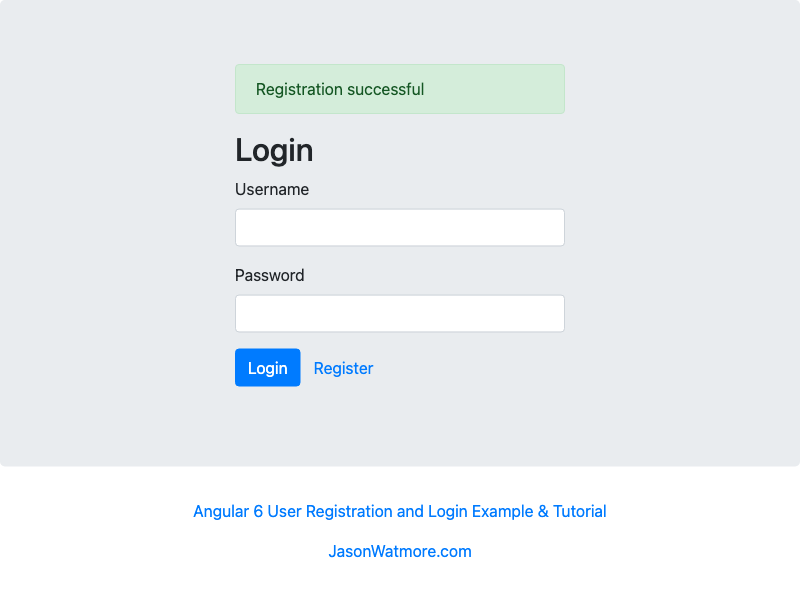 Registration successful
Login
Username
Password
Login Register
Angular 6 User Registration and Login Example & Tutorial
JasonWatmore.com